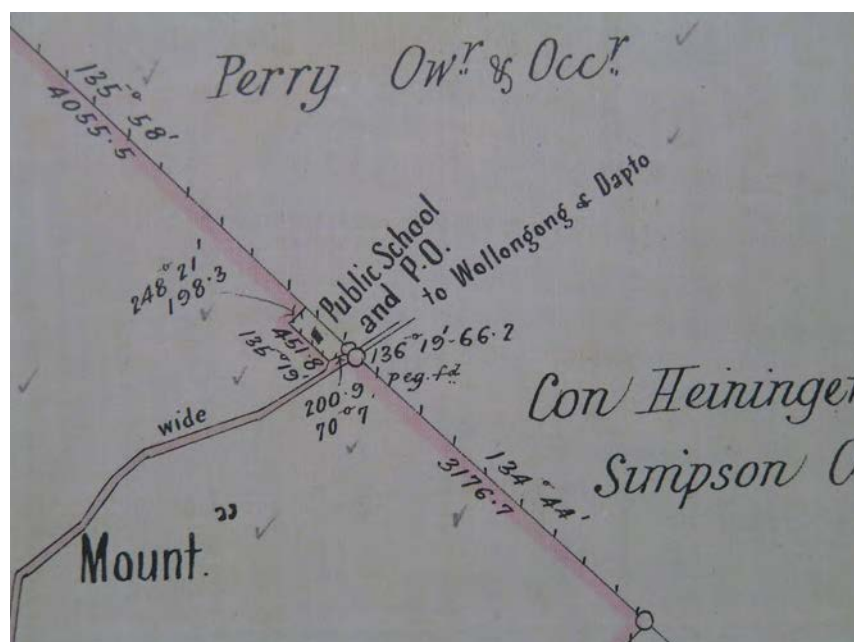 Perry Owr & Occr
135° 58'
4055.5
Public School
and P.O.
to Wollongong & Dapto
248° 21'
198.3
451.8
136° 19'
136° 19' - 66.2
peg. fd.
200.9
70° 7'
wide
Con Heininger
Simpson
134° 44'
3176.7
Mount.